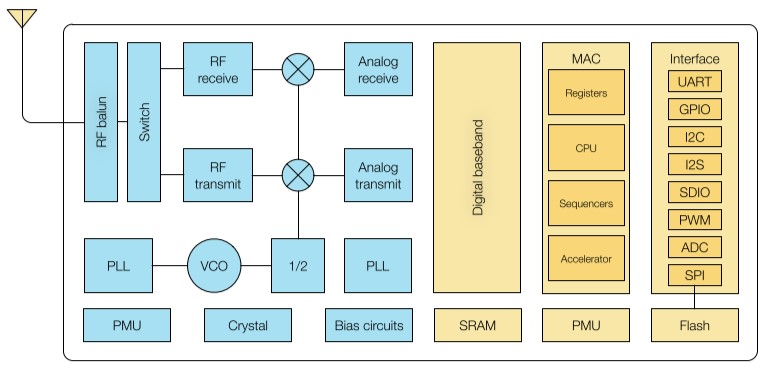 RF balun
Switch
RF
receive
Analog
receive
RF
transmit
Analog
transmit
PLL
VCO
1/2
PLL
PMU
Crystal
Bias circuits
Digital baseband
SRAM
MAC
Registers
CPU
Sequencers
Accelerator
PMU
Interface
UART
GPIO
I2C
I2S
SDIO
PWM
ADC
SPI
Flash